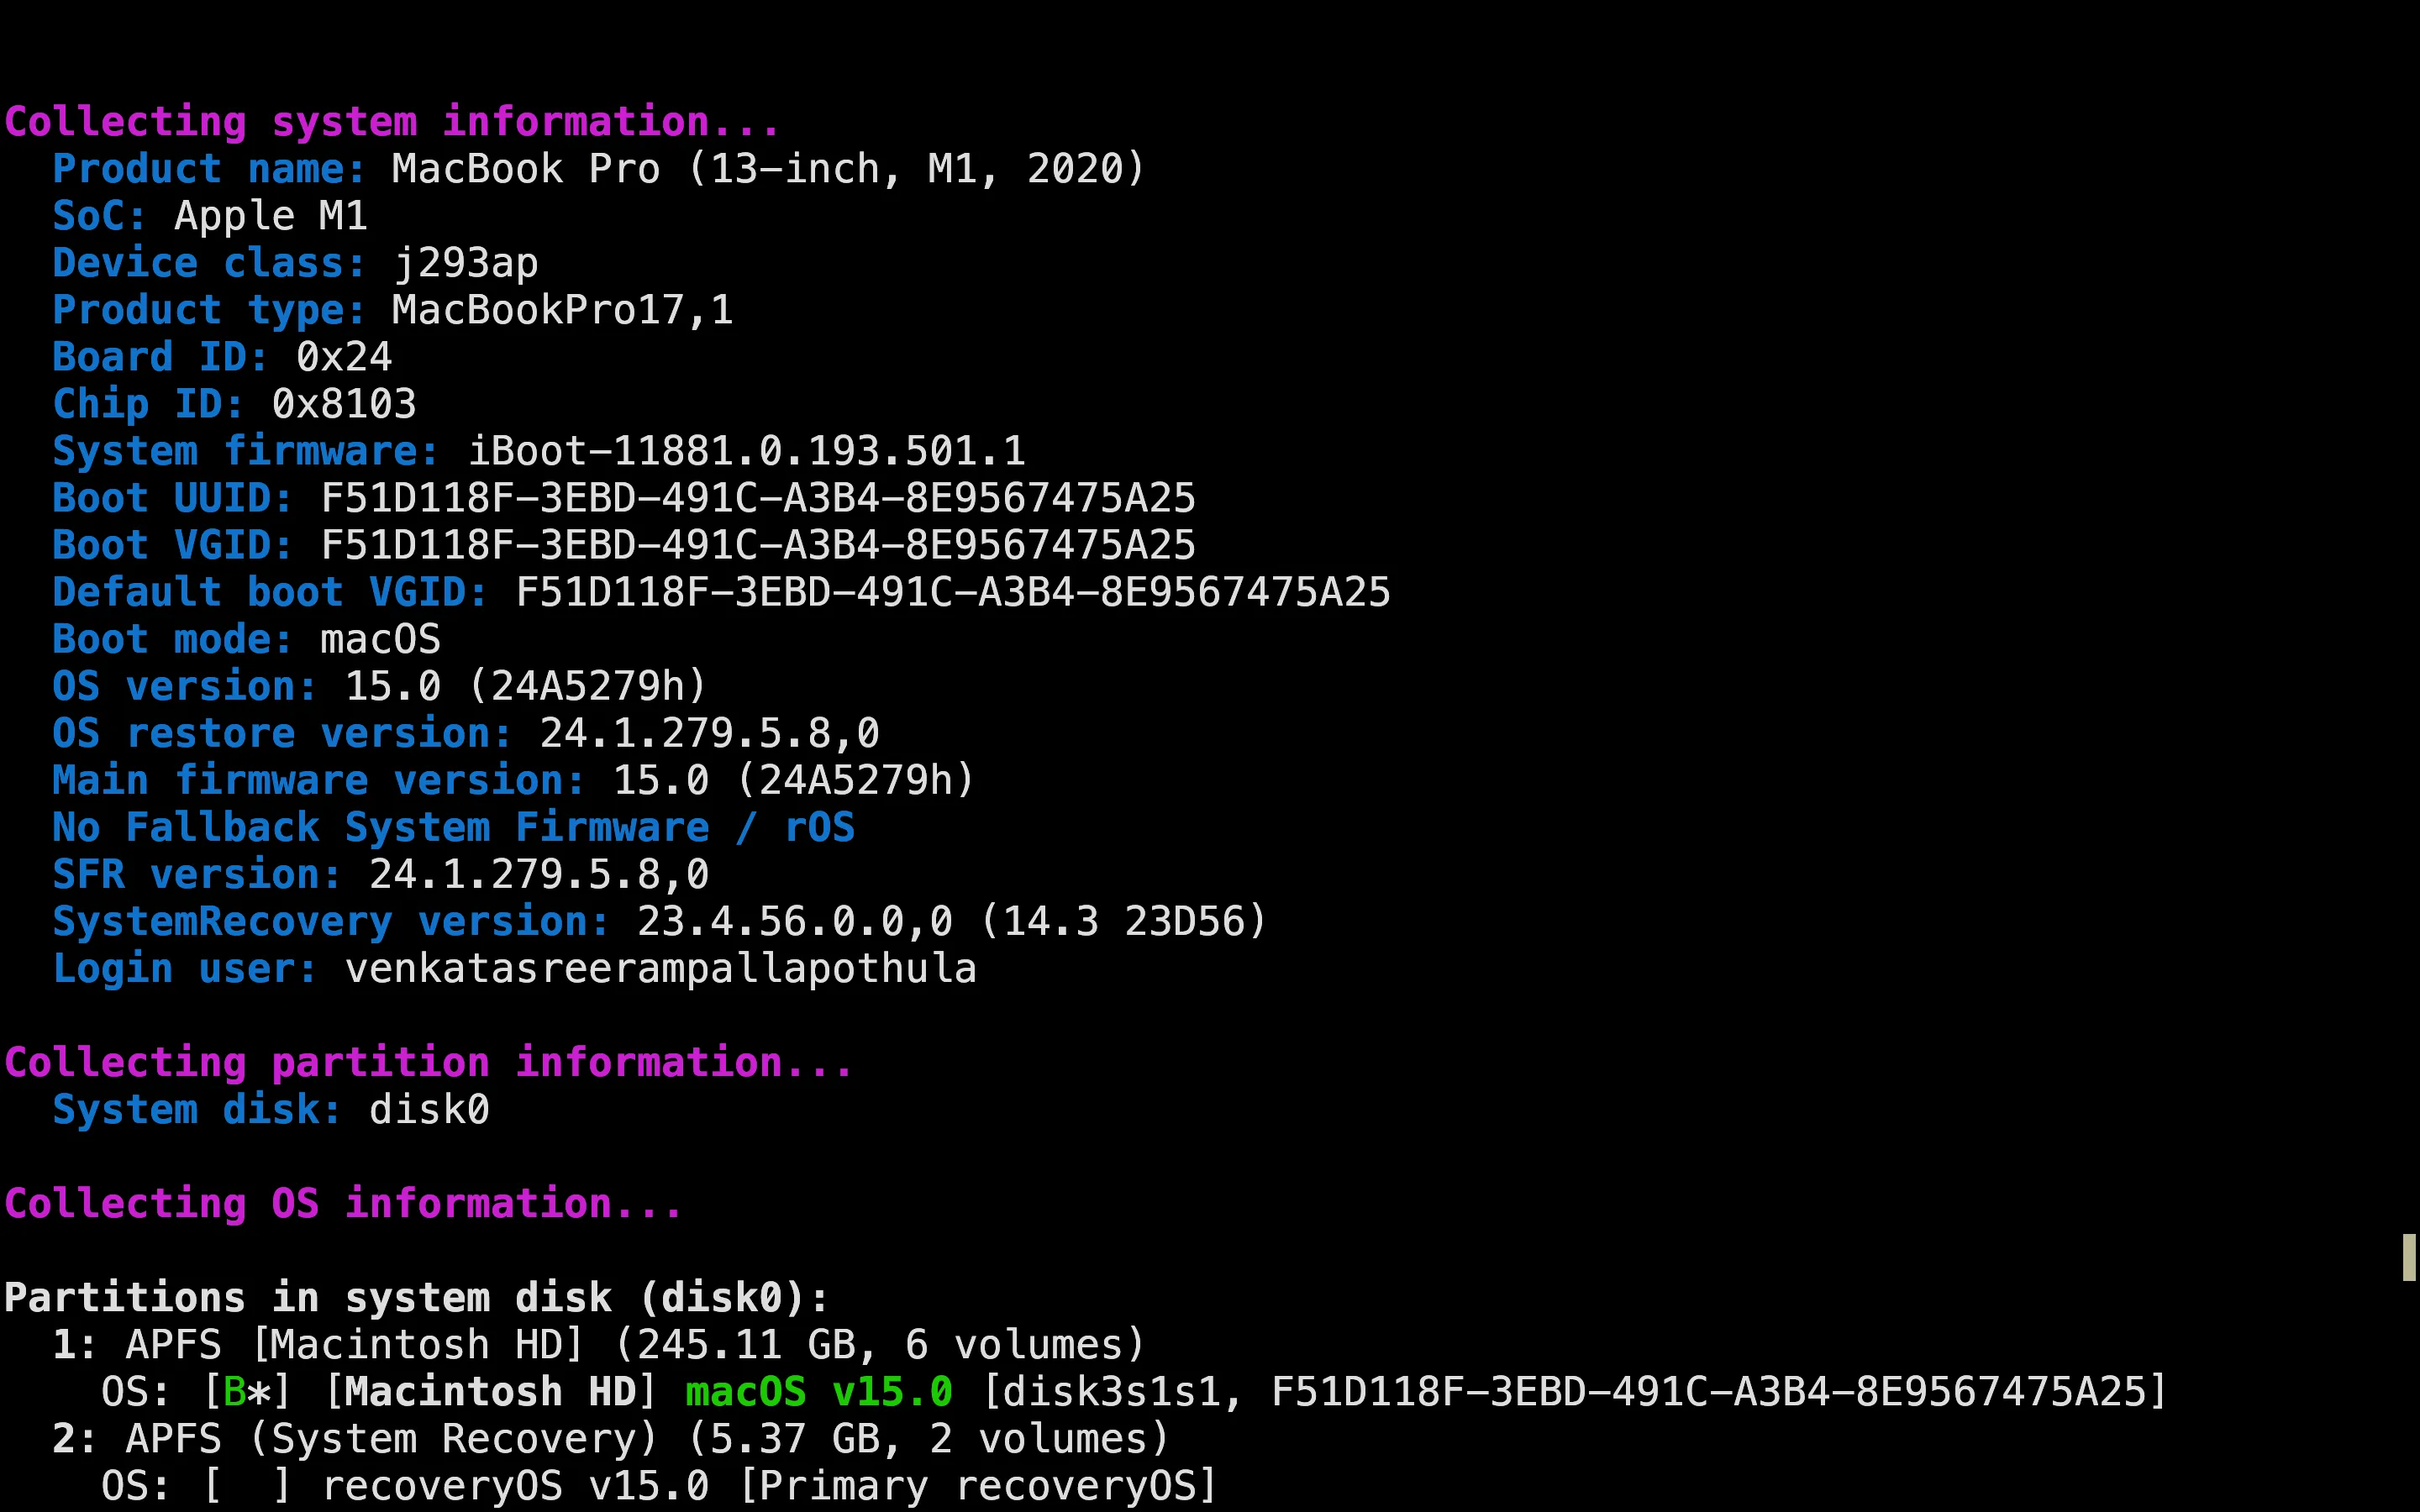 Collecting system information...
Product name: MacBook Pro (13-inch, M1, 2020)
SoC: Apple M1
Device class: j293ap
Product type: MacBookPro17,1
Board ID: 0x24
Chip ID: 0x8103
System firmware: iBoot-11881.0.193.501.1
Boot UUID: F51D118F-3EBD-491C-A3B4-8E9567475A25
Boot VGID: F51D118F-3EBD-491C-A3B4-8E9567475A25
Default boot VGID: F51D118F-3EBD-491C-A3B4-8E9567475A25
Boot mode: macOS
OS version: 15.0 (24A5279h)
OS restore version: 24.1.279.5.8,0
Main firmware version: 15.0 (24A5279h)
No Fallback System Firmware / rOS
SFR version: 24.1.279.5.8,0
SystemRecovery version: 23.4.56.0.0,0 (14.3 23D56)
Login user: venkatasreerampallapothula
Collecting partition information...
System disk: disk0
Collecting OS information...
Partitions in system disk (disk0):
1: APFS [Macintosh HD] (245.11 GB, 6 volumes)
OS: [B*] [Macintosh HD] macOS v15.0 [disk3s1s1, F51D118F-3EBD-491C-A3B4-8E9567475A25]
2: APFS (System Recovery) (5.37 GB, 2 volumes)
OS: [  ] recoveryOS v15.0 [Primary recoveryOS]